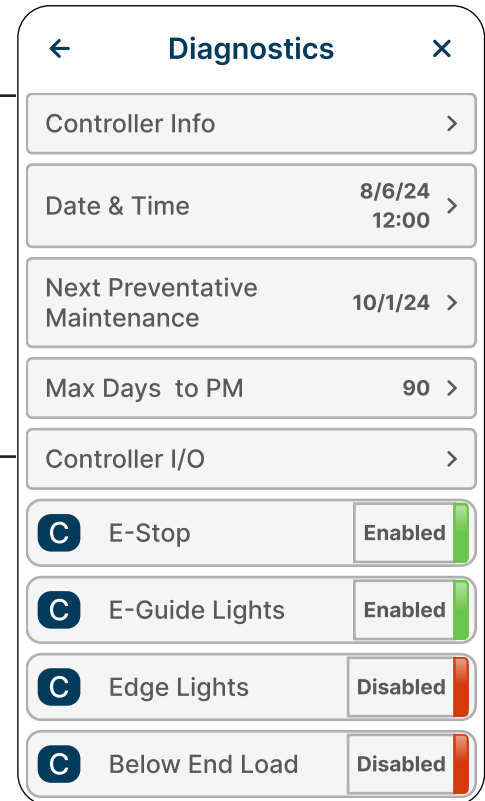 Diagnostics
Controller Info
Date & Time
8/6/24
12:00
Next Preventative
Maintenance
10/1/24
Max Days to PM 90
Controller I/O
C E-Stop Enabled
C E-Guide Lights Enabled
C Edge Lights Disabled
C Below End Load Disabled